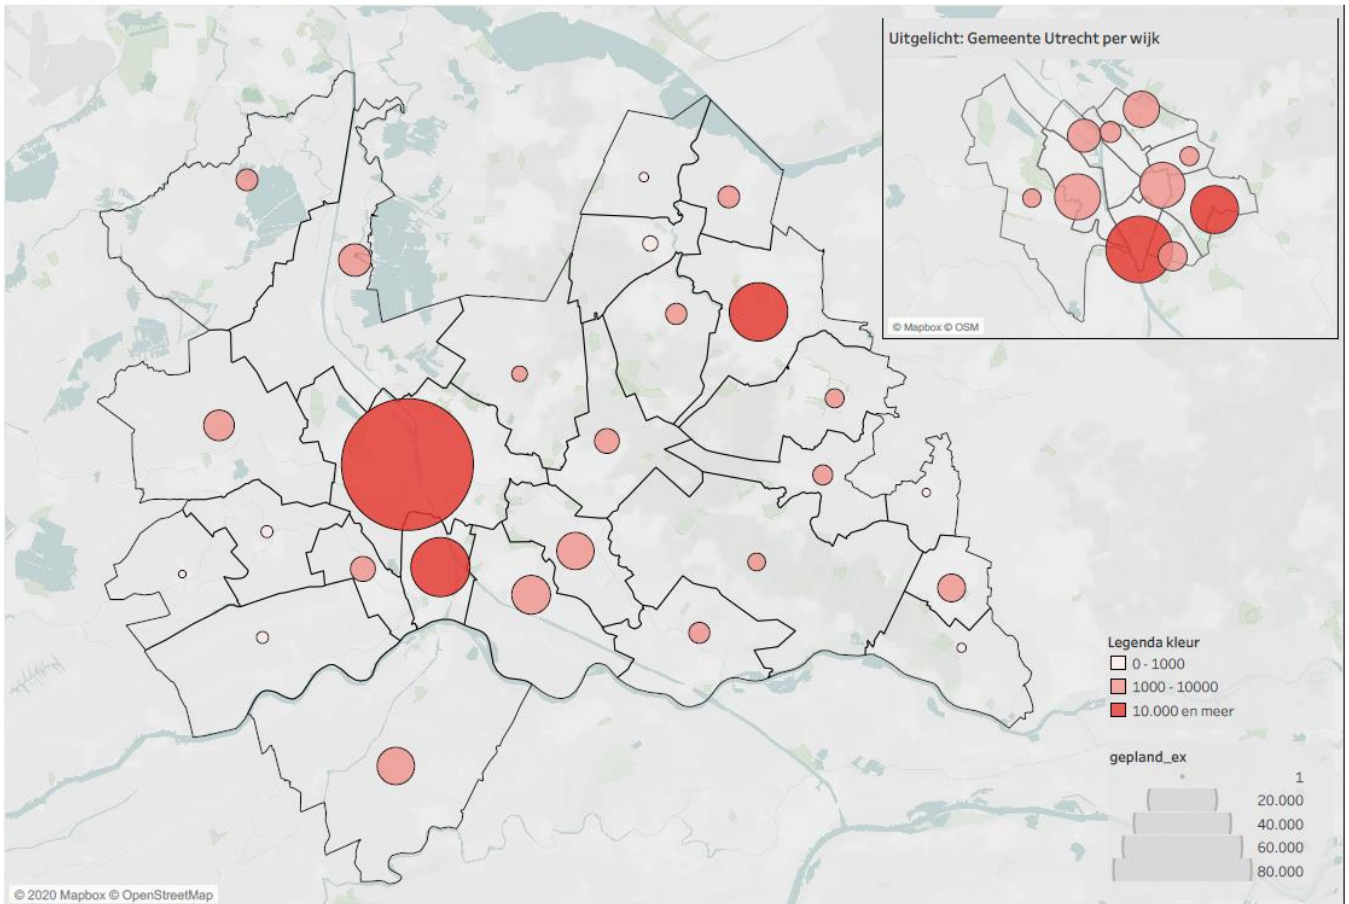 Uitgelicht: Gemeente Utrecht per wijk
© Mapbox © OSM
Legenda kleur
0 - 1000
1000 - 10000
10.000 en meer
gepland_ex
1
20.000
40.000
60.000
80.000
© 2020 Mapbox © OpenStreetMap